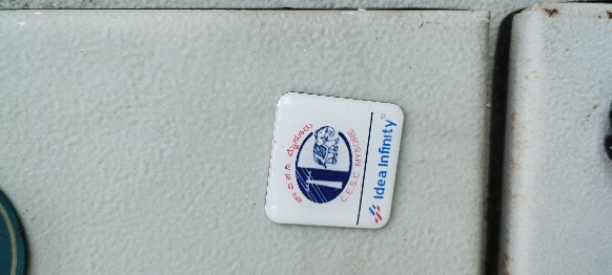 ಚಾ.ವಿ.ಸ.ನಿ. ಮೈಸೂರು
C.E.S.C. MYSORE
Idea Infinity